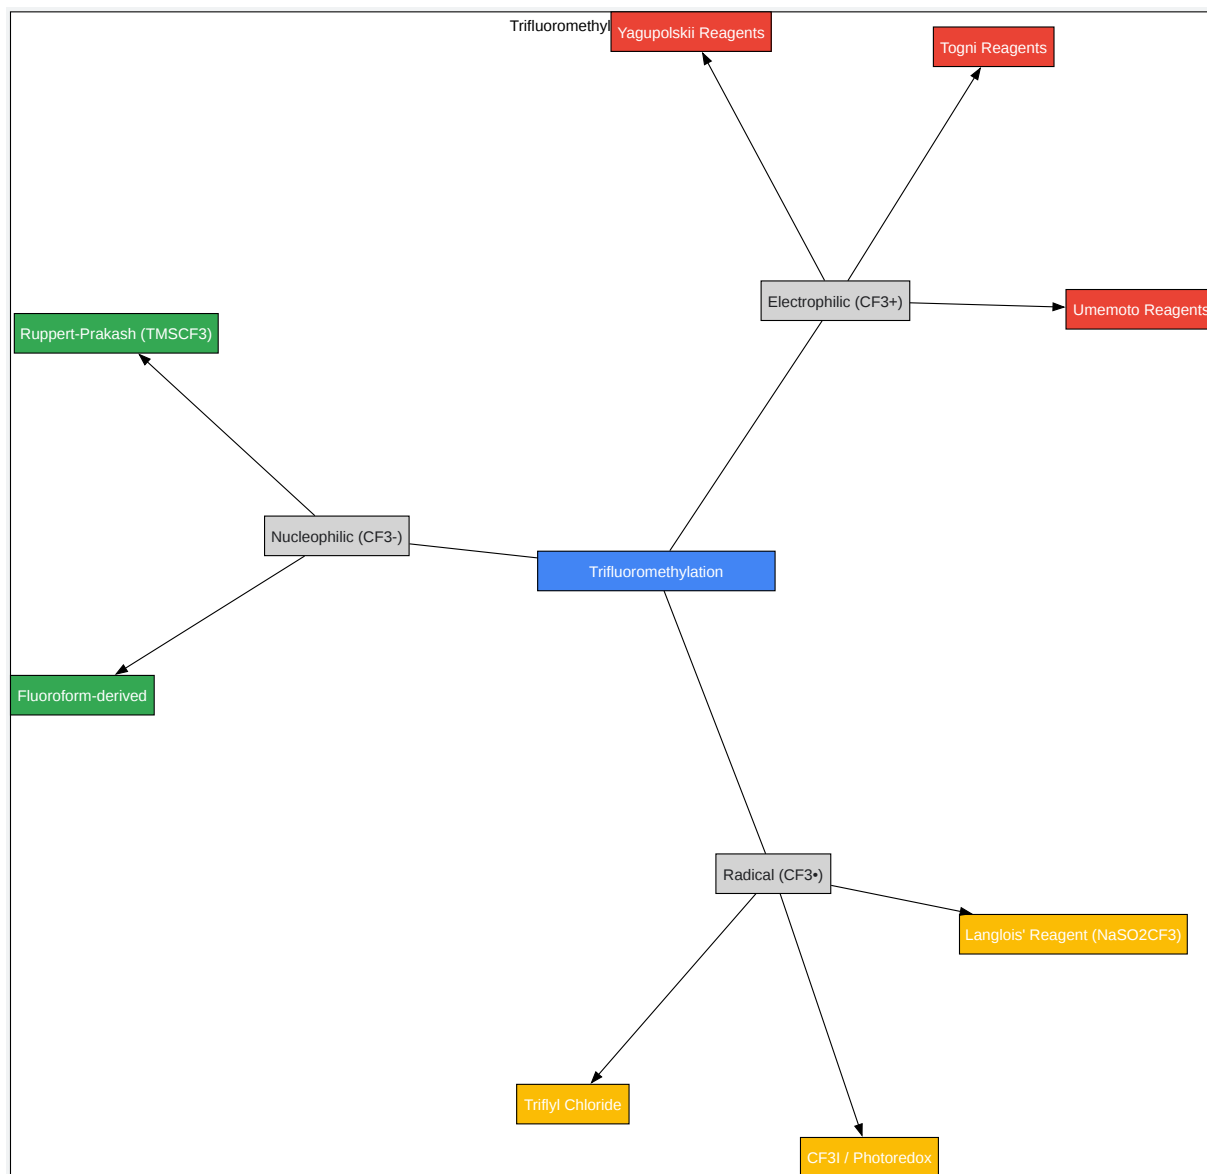 Trifluoromethyl
Yagupolskii Reagents
Togni Reagents
Electrophilic (CF3+)
Umemoto Reagents
Ruppert-Prakash (TMSCF3)
Nucleophilic (CF3-)
Trifluoromethylation
Fluoroform-derived
Radical (CF3•)
Langlois' Reagent (NaSO2CF3)
Triflyl Chloride
CF3I / Photoredox